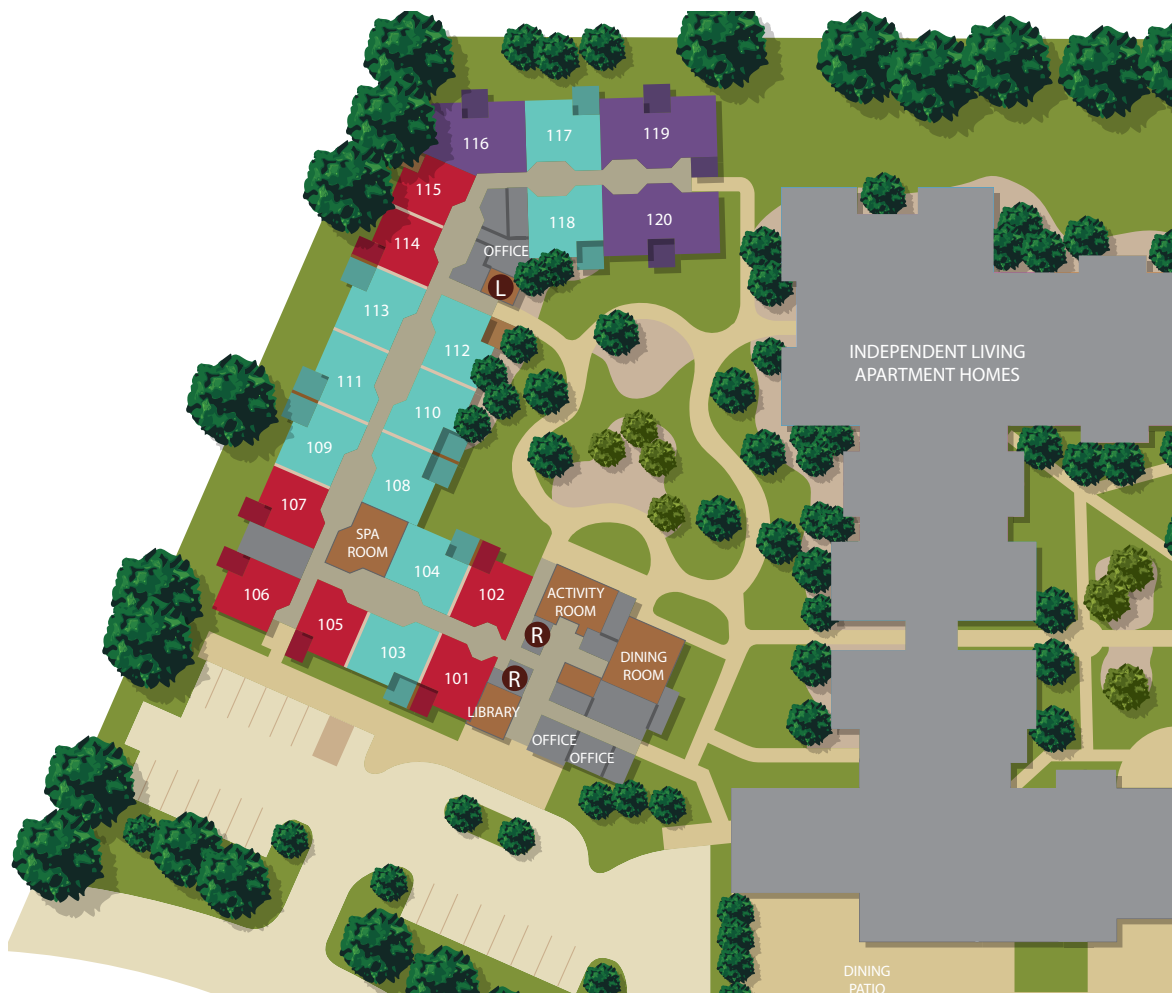 116
117
119
115
118
120
114
OFFICE
L
113
112
INDEPENDENT LIVING
APARTMENT HOMES
111
110
109
108
107
SPA
ROOM
104
106
102
ACTIVITY
ROOM
105
R
103
101
R
DINING
ROOM
LIBRARY
OFFICE
OFFICE
DINING
PATIO